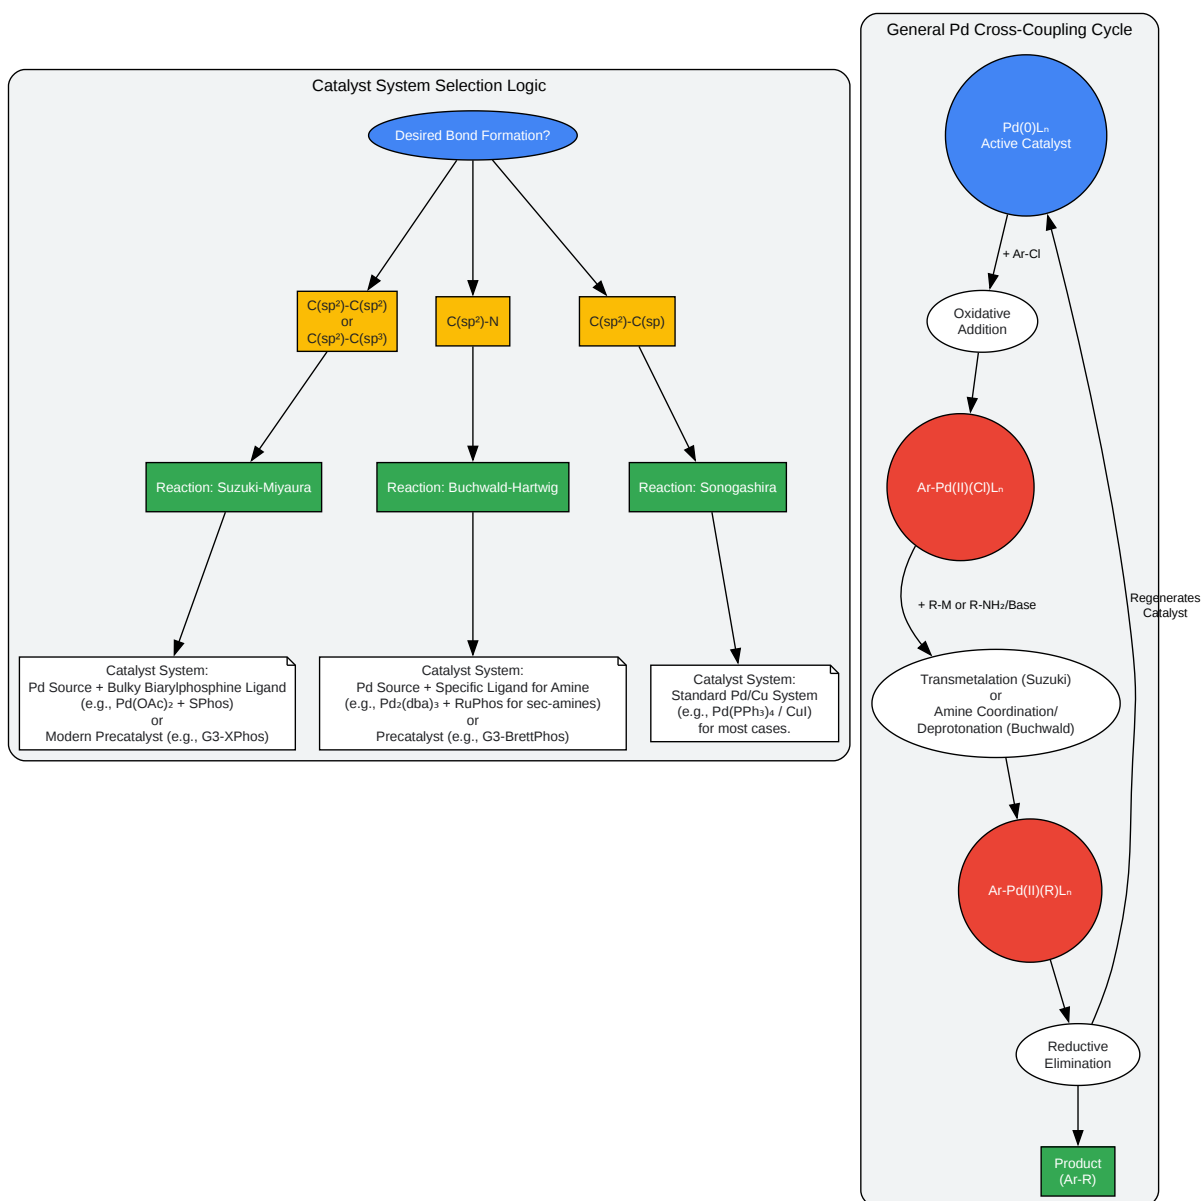 Catalyst System Selection Logic
Desired Bond Formation?
C(sp²)-C(sp²)
or
C(sp²)-C(sp³)
C(sp²)-N
C(sp²)-C(sp)
Reaction: Suzuki-Miyaura
Reaction: Buchwald-Hartwig
Reaction: Sonogashira
Catalyst System:
Pd Source + Bulky Biarylphosphine Ligand
(e.g., Pd(OAc)₂ + SPhos)
or
Modern Precatalyst (e.g., G3-XPhos)
Catalyst System:
Pd Source + Specific Ligand for Amine
(e.g., Pd₂(dba)₃ + RuPhos for sec-amines)
or
Precatalyst (e.g., G3-BrettPhos)
Catalyst System:
Standard Pd/Cu System
(e.g., Pd(PPh₃)₄ / CuI)
for most cases.
General Pd Cross-Coupling Cycle
Pd(0)Lₙ
Active Catalyst
+ Ar-Cl
Oxidative
Addition
Ar-Pd(II)(Cl)Lₙ
+ R-M or R-NH₂/Base
Regenerates
Catalyst
Transmetalation (Suzuki)
or
Amine Coordination/
Deprotonation (Buchwald)
Ar-Pd(II)(R)Lₙ
Reductive
Elimination
Product
(Ar-R)